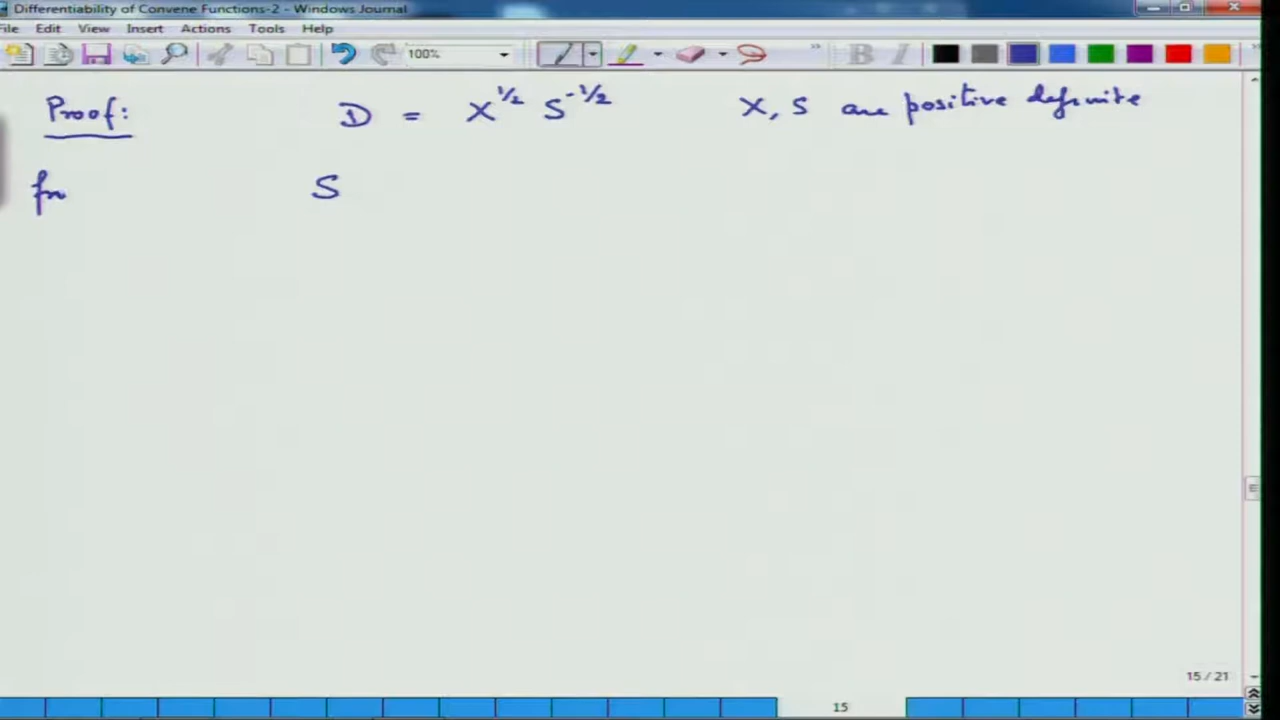 Differentiability of Convene Functions-2 - Windows Journal
File Edit View Insert Actions Tools Help
100%
B I
Proof: D = X^{1/2} S^{-1/2} X, S are positive definite
for S
15 / 21
15